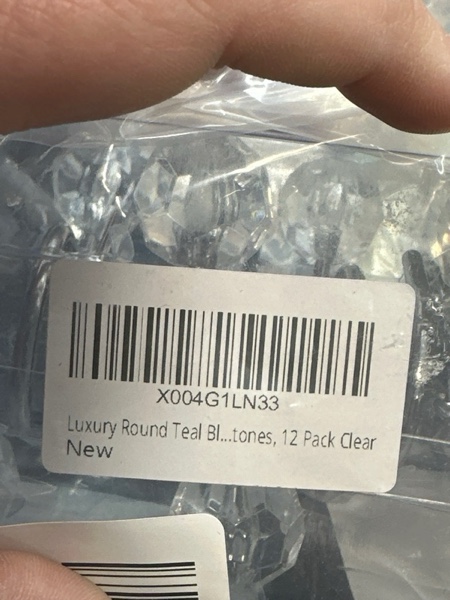 X004G1LN33
Luxury Round Teal Bl...tones, 12 Pack Clear
New